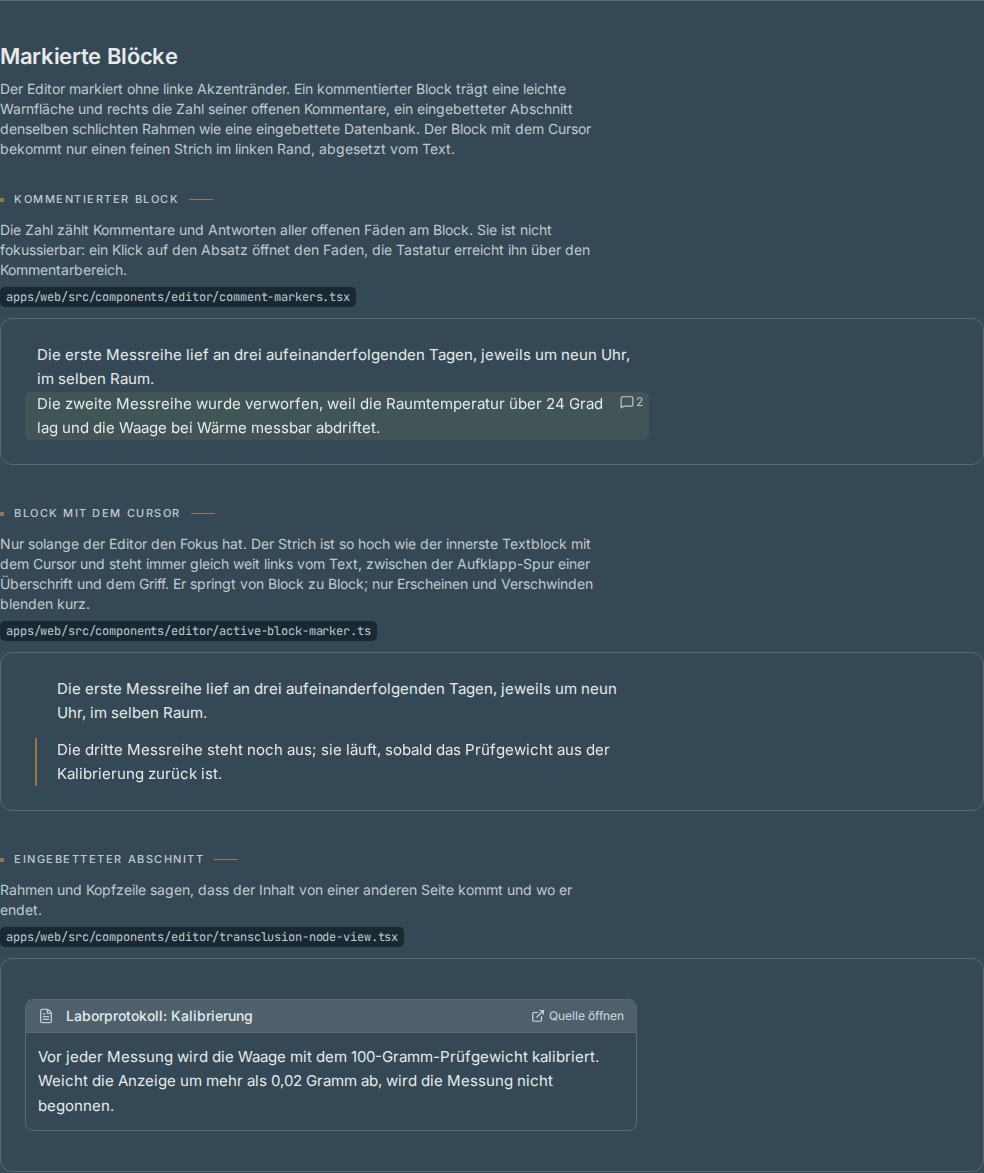 Markierte Blöcke
Der Editor markiert ohne linke Akzentränder. Ein kommentierter Block trägt eine leichte
Warnfläche und rechts die Zahl seiner offenen Kommentare, ein eingebetteter Abschnitt
denselben schlichten Rahmen wie eine eingebettete Datenbank. Der Block mit dem Cursor
bekommt nur einen feinen Strich im linken Rand, abgesetzt vom Text.
KOMMENTIERTER BLOCK
Die Zahl zählt Kommentare und Antworten aller offenen Fäden am Block. Sie ist nicht
fokussierbar: ein Klick auf den Absatz öffnet den Faden, die Tastatur erreicht ihn über den
Kommentarbereich.
apps/web/src/components/editor/comment-markers.tsx
Die erste Messreihe lief an drei aufeinanderfolgenden Tagen, jeweils um neun Uhr,
im selben Raum.
Die zweite Messreihe wurde verworfen, weil die Raumtemperatur über 24 Grad 2
lag und die Waage bei Wärme messbar abdriftet.
BLOCK MIT DEM CURSOR
Nur solange der Editor den Fokus hat. Der Strich ist so hoch wie der innerste Textblock mit
dem Cursor und steht immer gleich weit links vom Text, zwischen der Aufklapp-Spur einer
Überschrift und dem Griff. Er springt von Block zu Block; nur Erscheinen und Verschwinden
blenden kurz.
apps/web/src/components/editor/active-block-marker.ts
Die erste Messreihe lief an drei aufeinanderfolgenden Tagen, jeweils um neun
Uhr, im selben Raum.
Die dritte Messreihe steht noch aus; sie läuft, sobald das Prüfgewicht aus der
Kalibrierung zurück ist.
EINGEBETTETER ABSCHNITT
Rahmen und Kopfzeile sagen, dass der Inhalt von einer anderen Seite kommt und wo er
endet.
apps/web/src/components/editor/transclusion-node-view.tsx
Laborprotokoll: Kalibrierung Quelle öffnen
Vor jeder Messung wird die Waage mit dem 100-Gramm-Prüfgewicht kalibriert.
Weicht die Anzeige um mehr als 0,02 Gramm ab, wird die Messung nicht
begonnen.